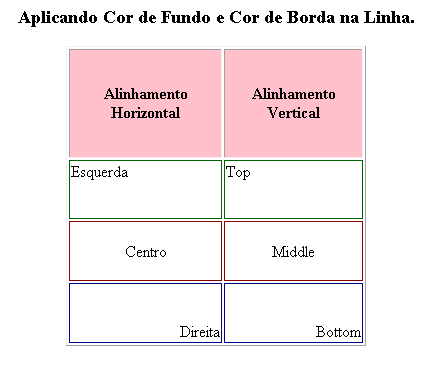 Aplicando Cor de Fundo e Cor de Borda na Linha.
Alinhamento Horizontal
Alinhamento Vertical
Esquerda
Top
Centro
Middle
Direita
Bottom